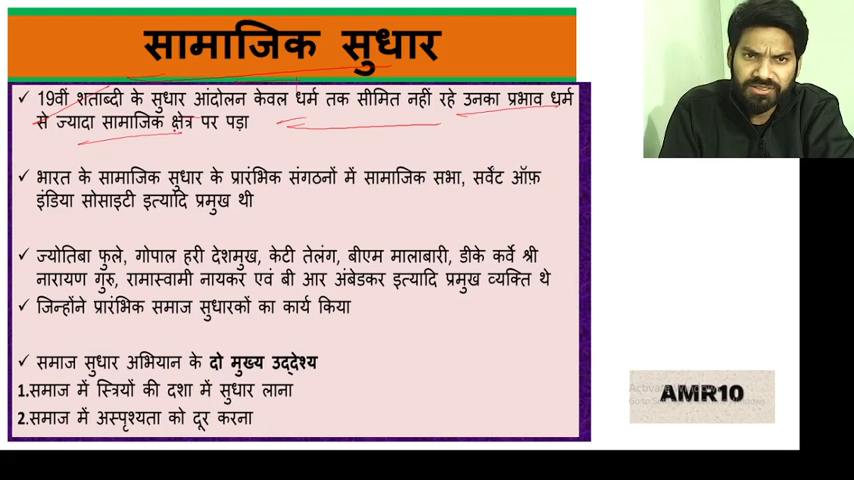 सामाजिक सुधार
✓ 19वीं शताब्दी के सुधार आंदोलन केवल धर्म तक सीमित नहीं रहे उनका प्रभाव धर्म
से ज्यादा सामाजिक क्षेत्र पर पड़ा
✓ भारत के सामाजिक सुधार के प्रारंभिक संगठनों में सामाजिक सभा, सर्वेंट ऑफ़
इंडिया सोसाइटी इत्यादि प्रमुख थी
✓ ज्योतिबा फुले, गोपाल हरी देशमुख, केटी तेलंग, बीएम मालाबारी, डीके कर्वे श्री
नारायण गुरु, रामास्वामी नायकर एवं बी आर अंबेडकर इत्यादि प्रमुख व्यक्ति थे
✓ जिन्होंने प्रारंभिक समाज सुधारकों का कार्य किया
✓ समाज सुधार अभियान के दो मुख्य उद्देश्य
1.समाज में स्त्रियों की दशा में सुधार लाना
2.समाज में अस्पृश्यता को दूर करना
AMR10